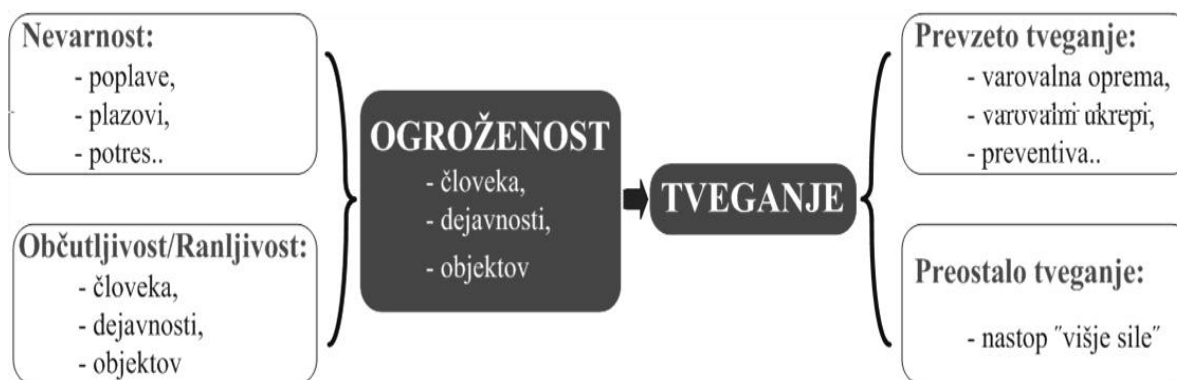 Nevarnost:
- poplave,
- plazovi,
- potres..
Občutljivost/Ranljivost:
- človeka,
- dejavnosti,
- objektov
OGROŽENOST
- človeka,
- dejavnosti,
- objektov
TVEGANJE
Prevzeto tveganje:
- varovalna oprema,
- varovalni ukrepi,
- preventiva..
Preostalo tveganje:
- nastop ˝višje sile˝